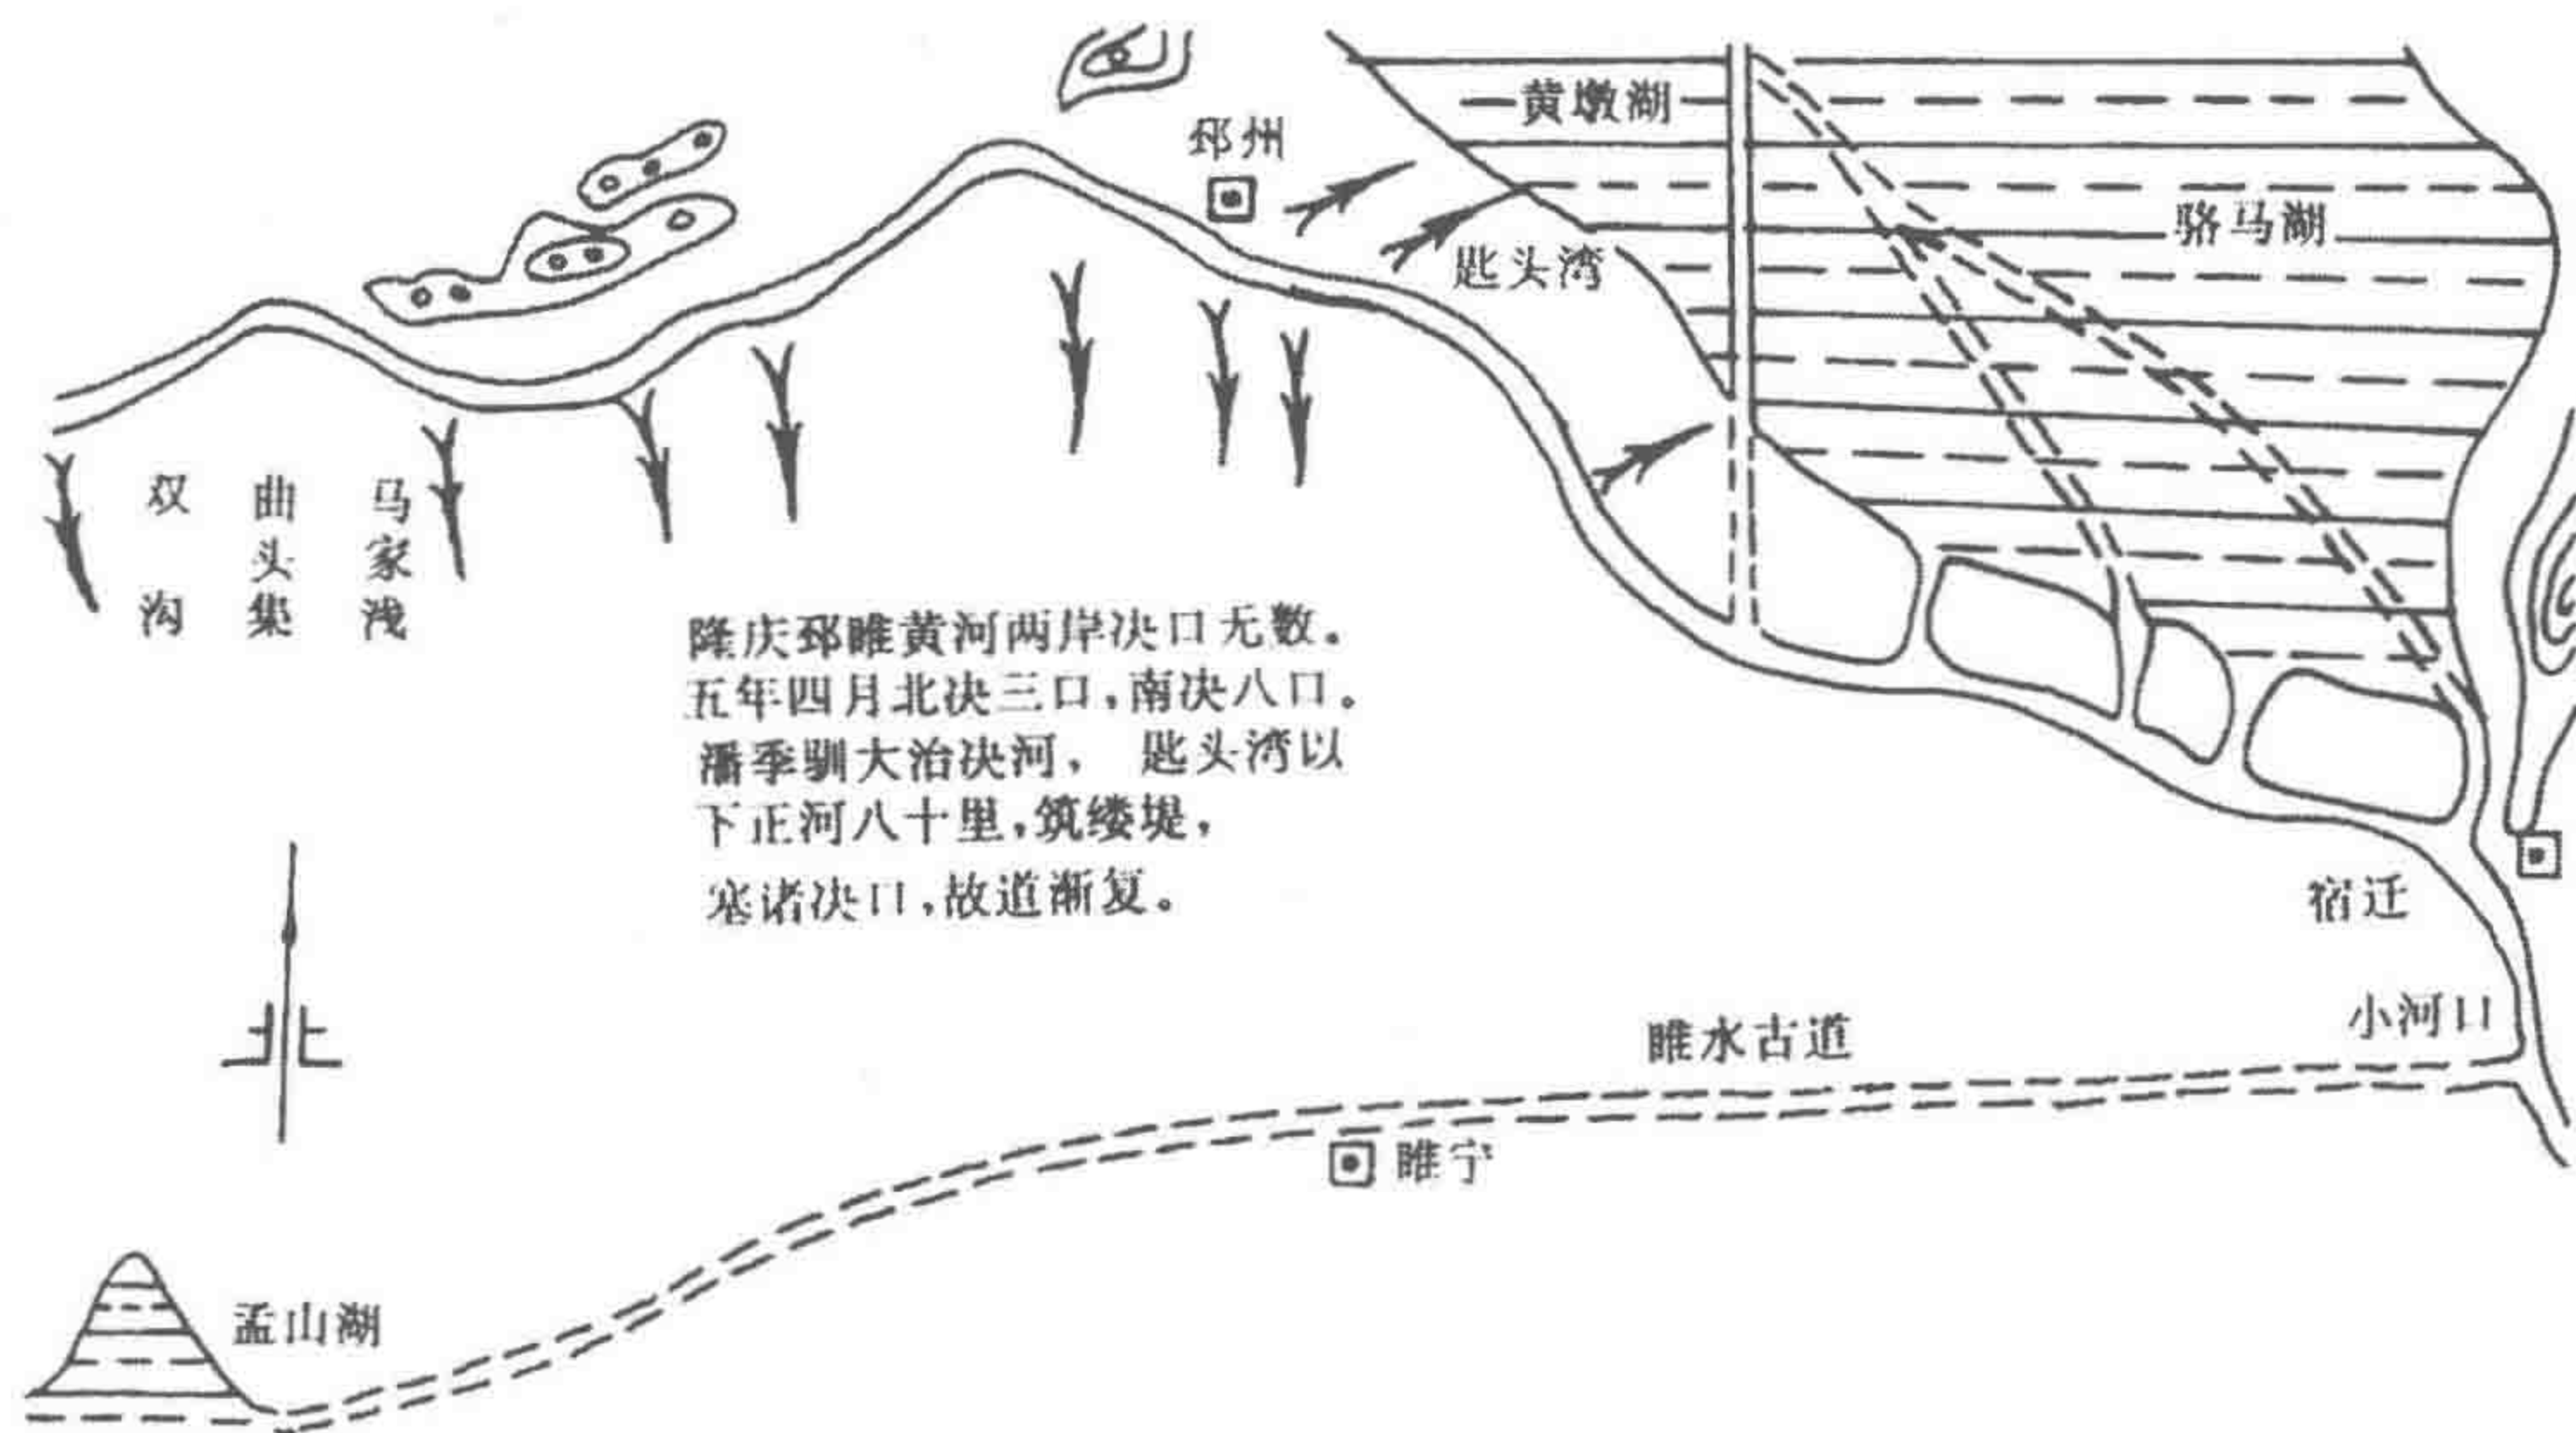 黄墩湖
邳州
骆马湖
匙头湾
双沟
曲头集
马家浅
隆庆邳睢黄河两岸决口无数。
五年四月北决三口,南决八口。
潘季驯大治决河, 匙头湾以
下正河八十里,筑缕堤,
塞诸决口,故道渐复。
宿迁
小河口
睢水古道
睢宁
北
孟山湖